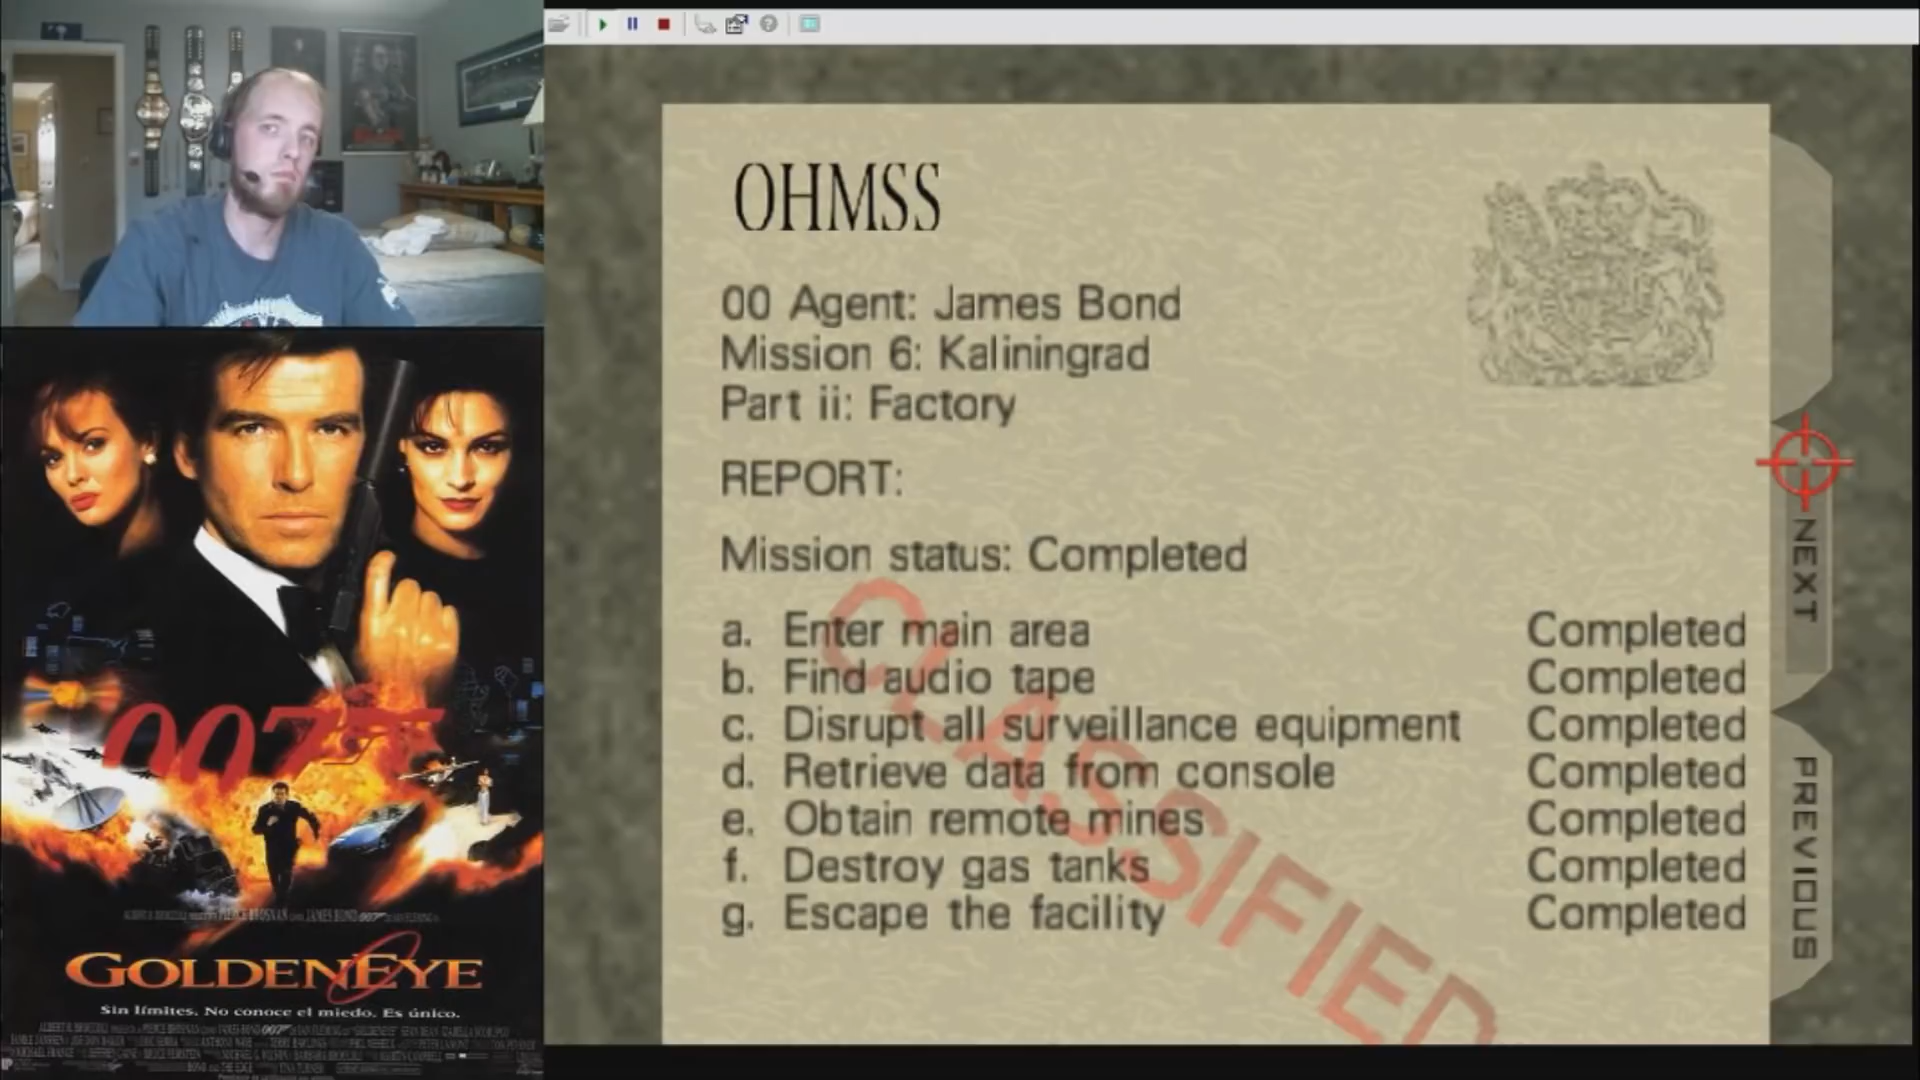 OHMSS
00 Agent: James Bond
Mission 6: Kaliningrad
Part ii: Factory
REPORT:
Mission status: Completed
a. Enter main area Completed
b. Find audio tape Completed
c. Disrupt all surveillance equipment Completed
d. Retrieve data from console Completed
e. Obtain remote mines Completed
f. Destroy gas tanks Completed
g. Escape the facility Completed
CLASSIFIED
NEXT
PREVIOUS
007
GOLDENEYE
Sin límites. No conoce el miedo. Es único.